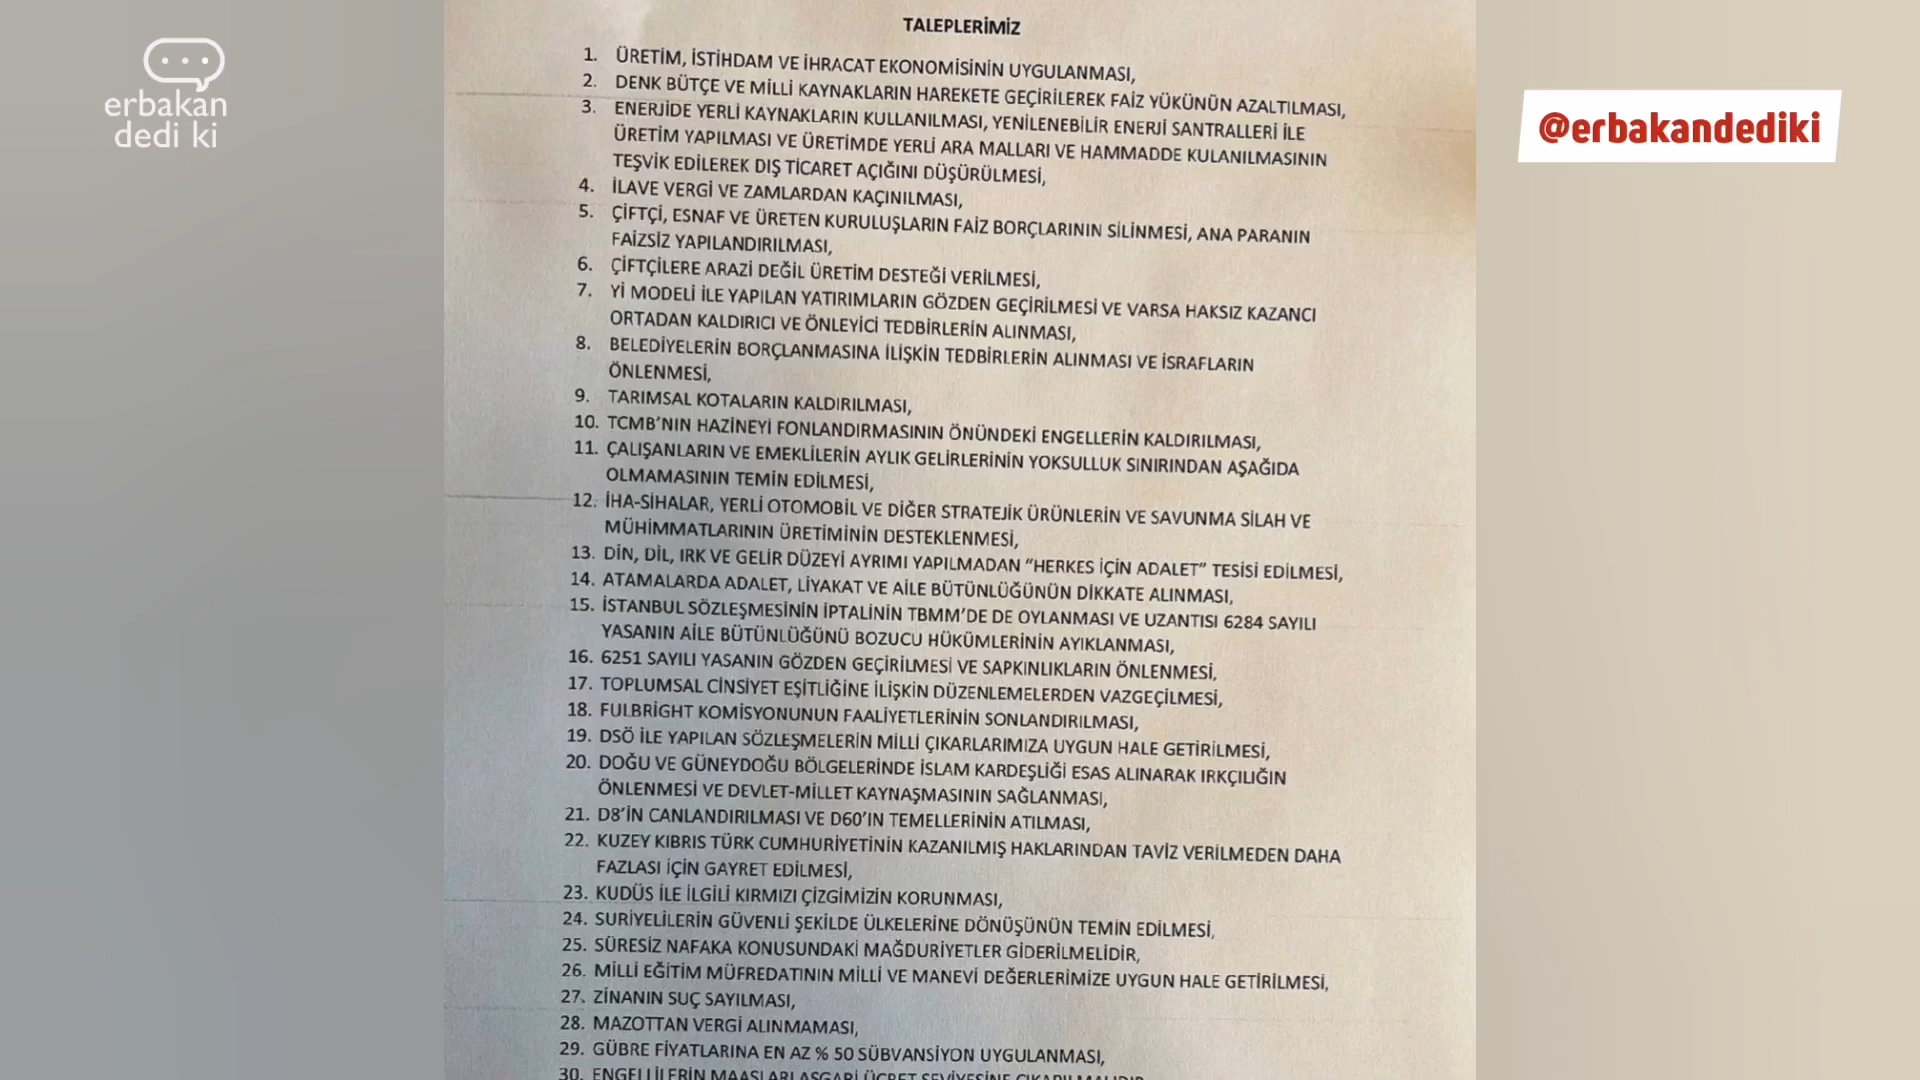 erbakan
dedi ki
@erbakandediki
TALEPLERİMİZ
1. ÜRETİM, İSTİHDAM VE İHRACAT EKONOMİSİNİN UYGULANMASI,
2. DENK BÜTÇE VE MİLLİ KAYNAKLARIN HAREKETE GEÇİRİLEREK FAİZ YÜKÜNÜN AZALTILMASI,
3. ENERJİDE YERLİ KAYNAKLARIN KULLANILMASI, YENİLENEBİLİR ENERJİ SANTRALLERİ İLE
ÜRETİM YAPILMASI VE ÜRETİMDE YERLİ ARA MALLARI VE HAMMADDE KULANILMASININ
TEŞVİK EDİLEREK DIŞ TİCARET AÇIĞINI DÜŞÜRÜLMESİ,
4. İLAVE VERGİ VE ZAMLARDAN KAÇINILMASI,
5. ÇİFTÇİ, ESNAF VE ÜRETEN KURULUŞLARIN FAİZ BORÇLARININ SİLİNMESİ, ANA PARANIN
FAİZSİZ YAPILANDIRILMASI,
6. ÇİFTÇİLERE ARAZİ DEĞİL ÜRETİM DESTEĞİ VERİLMESİ,
7. Yİ MODELİ İLE YAPILAN YATIRIMLARIN GÖZDEN GEÇİRİLMESİ VE VARSA HAKSIZ KAZANCI
ORTADAN KALDIRICI VE ÖNLEYİCİ TEDBİRLERİN ALINMASI,
8. BELEDİYELERİN BORÇLANMASINA İLİŞKİN TEDBİRLERİN ALINMASI VE İSRAFLARIN
ÖNLENMESİ,
9. TARIMSAL KOTALARIN KALDIRILMASI,
10. TCMB'NIN HAZİNEYİ FONLANDIRMASININ ÖNÜNDEKİ ENGELLERİN KALDIRILMASI,
11. ÇALIŞANLARIN VE EMEKLİLERİN AYLIK GELİRLERİNİN YOKSULLUK SINIRINDAN AŞAĞIDA
OLMAMASININ TEMİN EDİLMESİ,
12. İHA-SİHALAR, YERLİ OTOMOBİL VE DİĞER STRATEJİK ÜRÜNLERİN VE SAVUNMA SİLAH VE
MÜHİMMATLARININ ÜRETİMİNİN DESTEKLENMESİ,
13. DİN, DİL, IRK VE GELİR DÜZEYİ AYRIMI YAPILMADAN “HERKES İÇİN ADALET” TESİSİ EDİLMESİ,
14. ATAMALARDA ADALET, LİYAKAT VE AİLE BÜTÜNLÜĞÜNÜN DİKKATE ALINMASI,
15. İSTANBUL SÖZLEŞMESİNİN İPTALİNİN TBMM'DE DE OYLANMASI VE UZANTISI 6284 SAYILI
YASANIN AİLE BÜTÜNLÜĞÜNÜ BOZUCU HÜKÜMLERİNİN AYIKLANMASI,
16. 6251 SAYILI YASANIN GÖZDEN GEÇİRİLMESİ VE SAPKINLIKLARIN ÖNLENMESİ,
17. TOPLUMSAL CİNSİYET EŞİTLİĞİNE İLİŞKİN DÜZENLEMELERDEN VAZGEÇİLMESİ,
18. FULBRİGHT KOMİSYONUNUN FAALİYETLERİNİN SONLANDIRILMASI,
19. DSÖ İLE YAPILAN SÖZLEŞMELERİN MİLLİ ÇIKARLARIMIZA UYGUN HALE GETİRİLMESİ,
20. DOĞU VE GÜNEYDOĞU BÖLGELERİNDE İSLAM KARDEŞLİĞİ ESAS ALINARAK IRKÇILIĞIN
ÖNLENMESİ VE DEVLET-MİLLET KAYNAŞMASININ SAĞLANMASI,
21. D8'İN CANLANDIRILMASI VE D60'IN TEMELLERİNİN ATILMASI,
22. KUZEY KIBRIS TÜRK CUMHURİYETİNİN KAZANILMIŞ HAKLARINDAN TAVİZ VERİLMEDEN DAHA
FAZLASI İÇİN GAYRET EDİLMESİ,
23. KUDÜS İLE İLGİLİ KIRMIZI ÇİZGİMİZİN KORUNMASI,
24. SURİYELİLERİN GÜVENLİ ŞEKİLDE ÜLKELERİNE DÖNÜŞÜNÜN TEMİN EDİLMESİ,
25. SÜRESİZ NAFAKA KONUSUNDAKİ MAĞDURİYETLER GİDERİLMELİDİR,
26. MİLLİ EĞİTİM MÜFREDATININ MİLLİ VE MANEVİ DEĞERLERİMİZE UYGUN HALE GETİRİLMESİ,
27. ZİNANIN SUÇ SAYILMASI,
28. MAZOTTAN VERGİ ALINMAMASI,
29. GÜBRE FİYATLARINA EN AZ % 50 SÜBVANSİYON UYGULANMASI,
30. ENGELLİLERİN MAAŞLARI ASGARİ ÜCRET SEVİYESİNE ÇIKARILMALIDIR